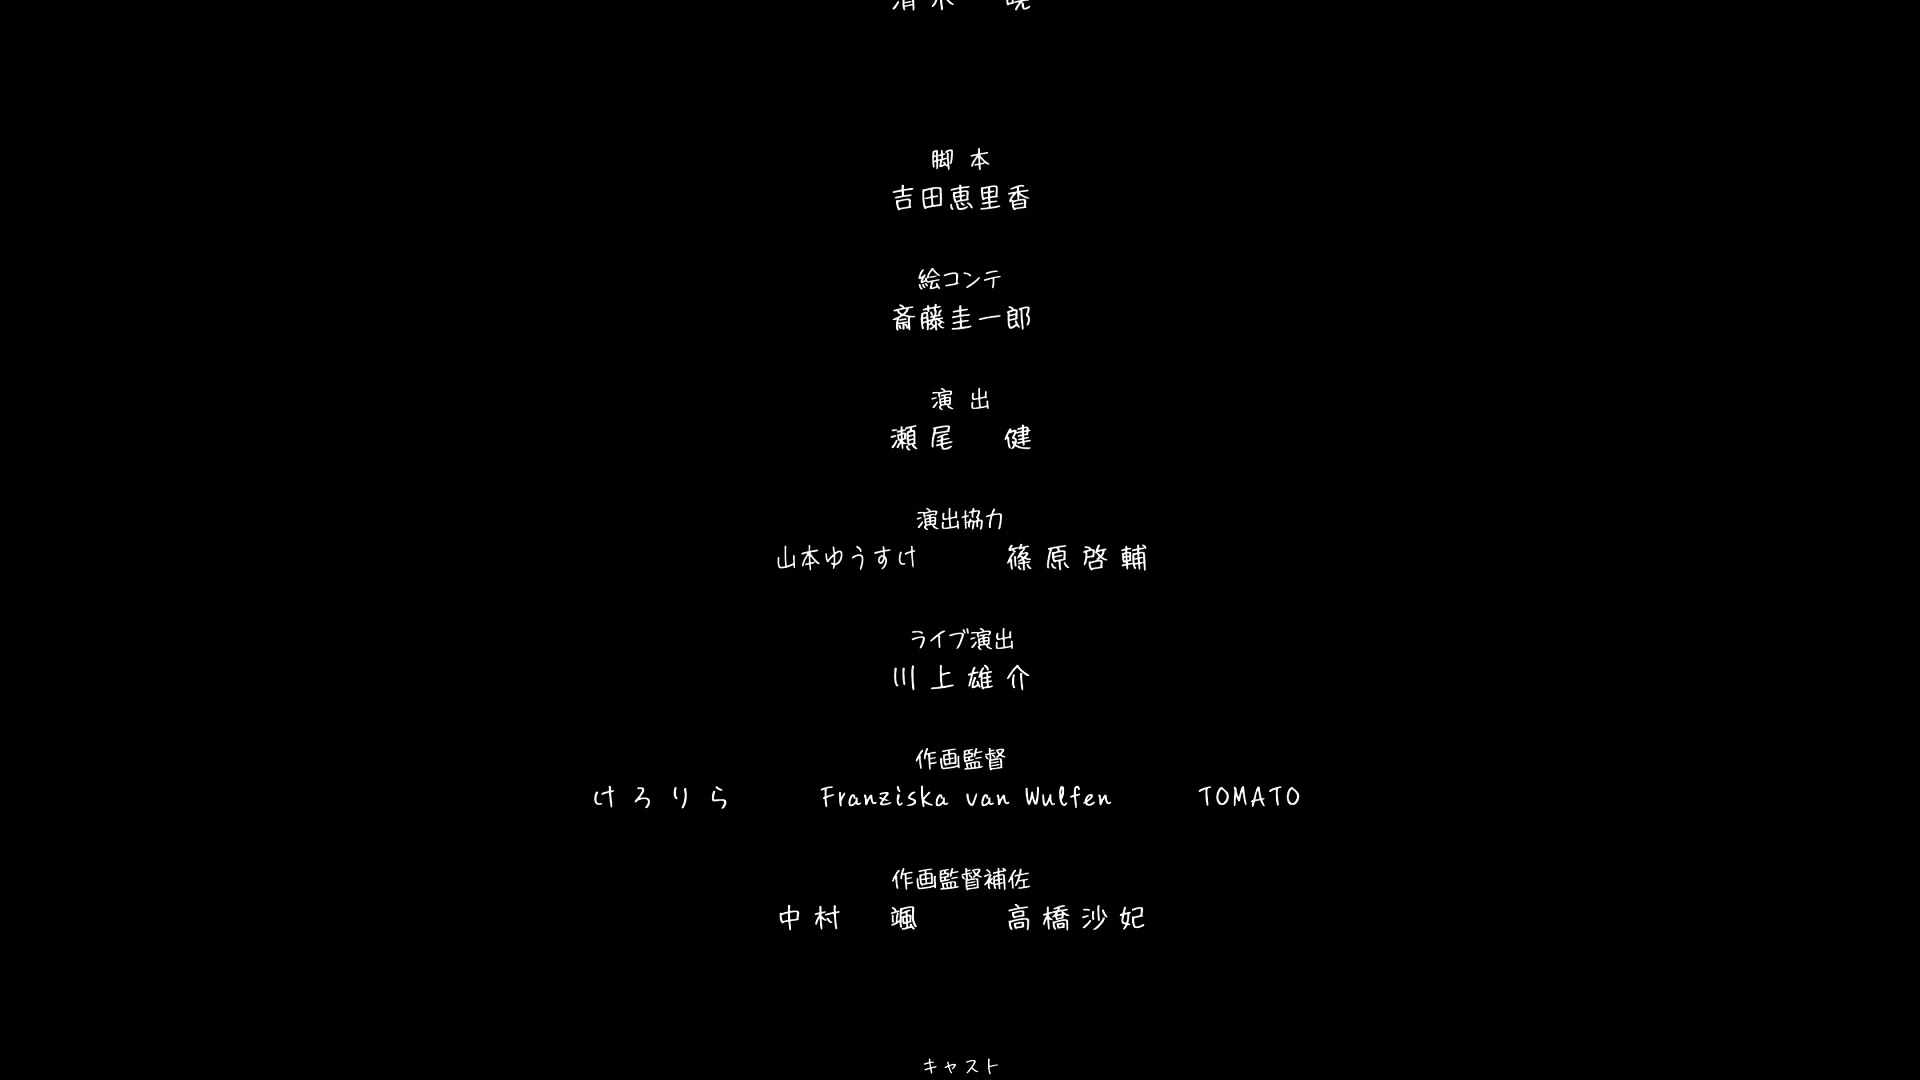 脚本
吉田恵里香
絵コンテ
斎藤圭一郎
演出
瀬尾 健
演出協力
山本ゆうすけ 篠原啓輔
ライブ演出
川上雄介
作画監督
けろりら Franziska van Wulfen TOMATO
作画監督補佐
中村 颯 高橋沙妃
キャスト